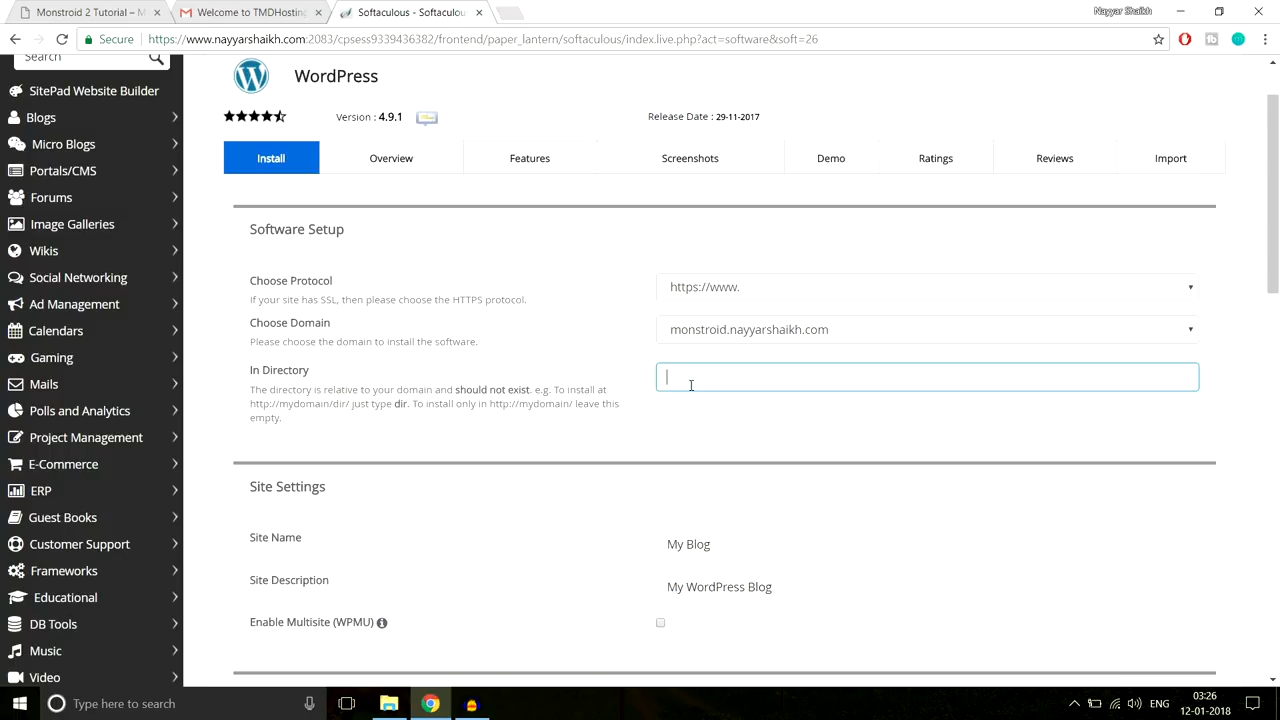 Monstroid 2 Tutorial – M
Welcome to TMDHosting
Softaculous - Softaculou
Nayyar Shaikh
Secure
https://www.nayyarshaikh.com:2083/cpsess9339436382/frontend/paper_lantern/softaculous/index.live.php?act=software&soft=26
Search
SitePad Website Builder
Blogs
Micro Blogs
Portals/CMS
Forums
Image Galleries
Wikis
Social Networking
Ad Management
Calendars
Gaming
Mails
Polls and Analytics
Project Management
E-Commerce
ERP
Guest Books
Customer Support
Frameworks
Educational
DB Tools
Music
Video
WordPress
Version : 4.9.1
Release Date : 29-11-2017
Install
Overview
Features
Screenshots
Demo
Ratings
Reviews
Import
Software Setup
Choose Protocol
If your site has SSL, then please choose the HTTPS protocol.
https://www.
Choose Domain
Please choose the domain to install the software.
monstroid.nayyarshaikh.com
In Directory
The directory is relative to your domain and should not exist. e.g. To install at
http://mydomain/dir/ just type dir. To install only in http://mydomain/ leave this
empty.
Site Settings
Site Name
My Blog
Site Description
My WordPress Blog
Enable Multisite (WPMU)
Type here to search
ENG
03:26
12-01-2018